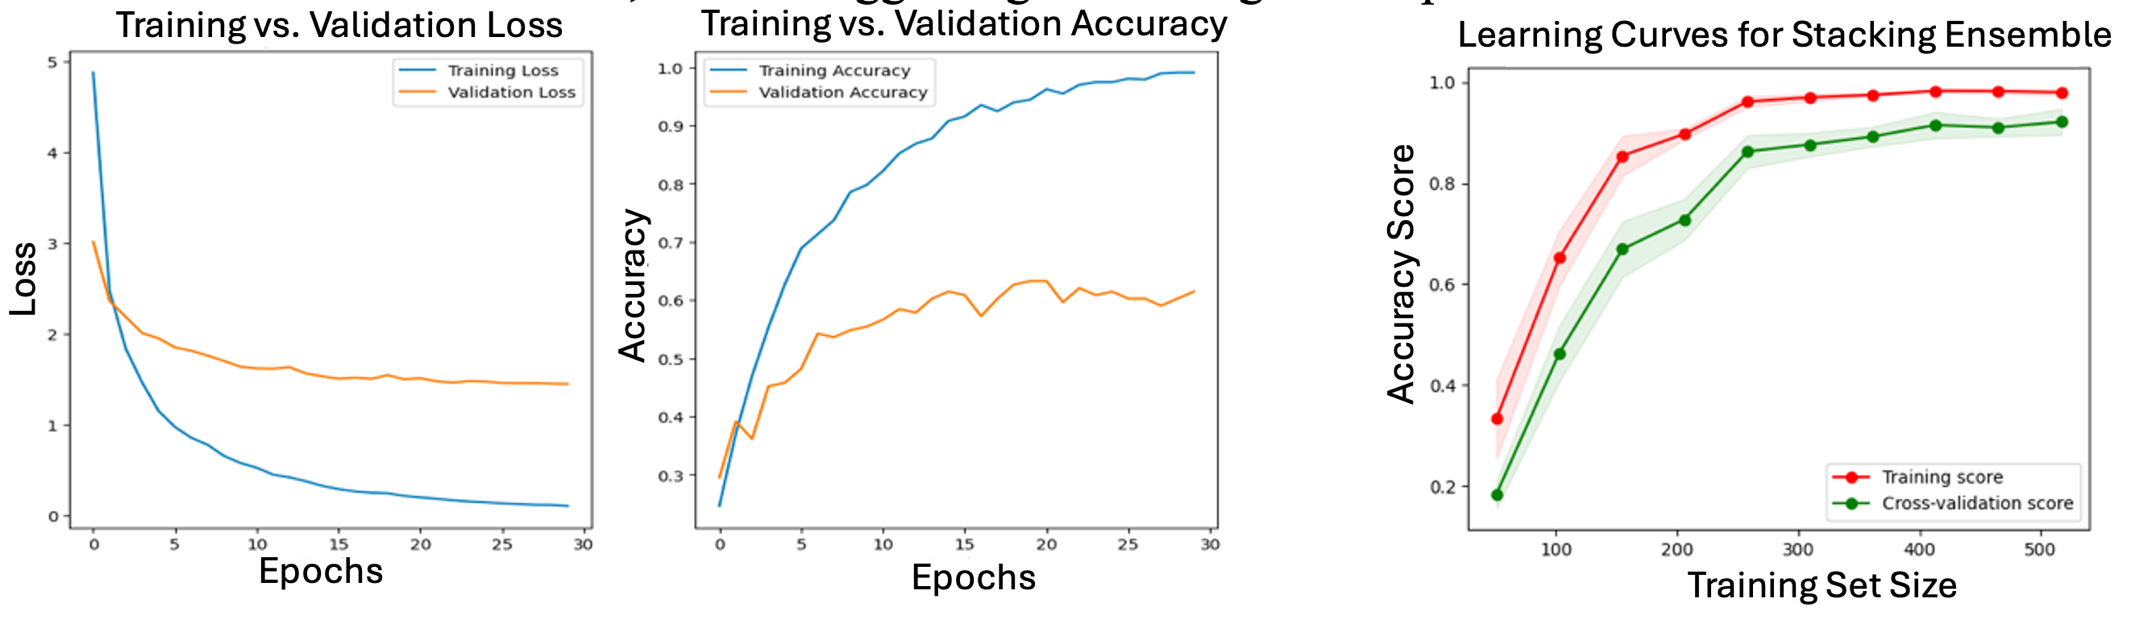 Training vs. Validation Loss
5
4
3
2
1
0
Training Loss
Validation Loss
Loss
0 5 10 15 20 25 30
Epochs
Training vs. Validation Accuracy
1.0
0.9
0.8
0.7
0.6
0.5
0.4
0.3
Training Accuracy
Validation Accuracy
Accuracy
0 5 10 15 20 25 30
Epochs
Learning Curves for Stacking Ensemble
1.0
0.8
0.6
0.4
0.2
Accuracy Score
Training score
Cross-validation score
100 200 300 400 500
Training Set Size